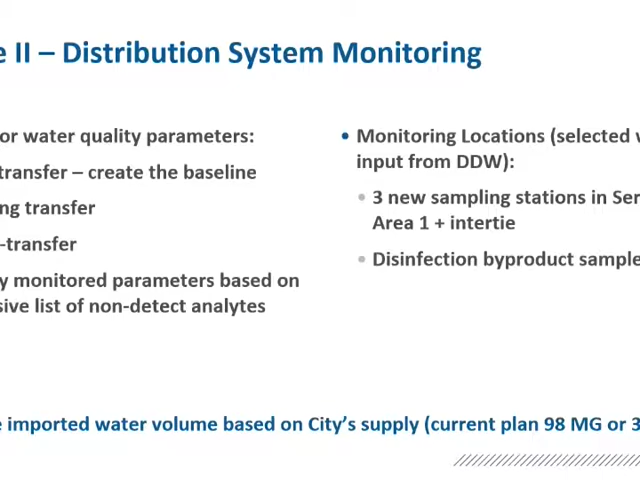 e II – Distribution System Monitoring
or water quality parameters:
transfer – create the baseline
ng transfer
-transfer
y monitored parameters based on
sive list of non-detect analytes
• Monitoring Locations (selected
input from DDW):
• 3 new sampling stations in Ser
Area 1 + intertie
• Disinfection byproduct sample
e imported water volume based on City's supply (current plan 98 MG or 3